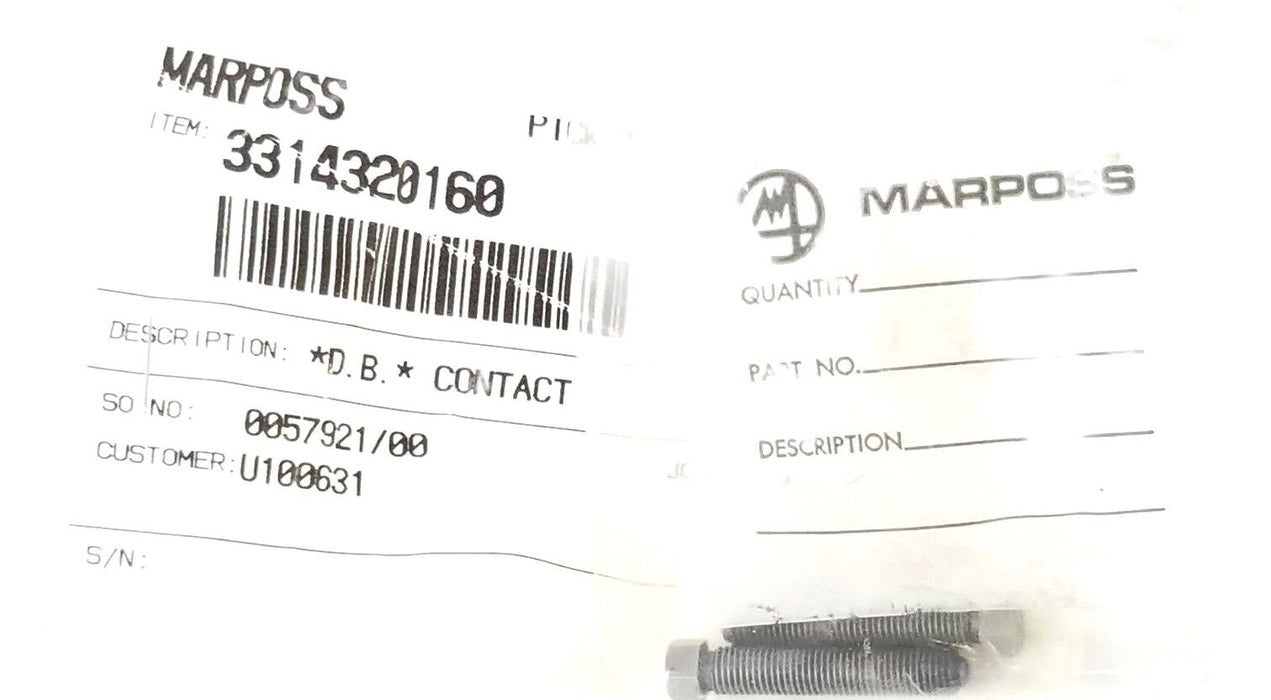 MARPOSS
ITEM: 3314320160
DESCRIPTION: *D.B.* CONTACT
SO NO: 0057921/00
CUSTOMER: U100631
S/N:
MARPOSS
QUANTITY
PART NO.
DESCRIPTION